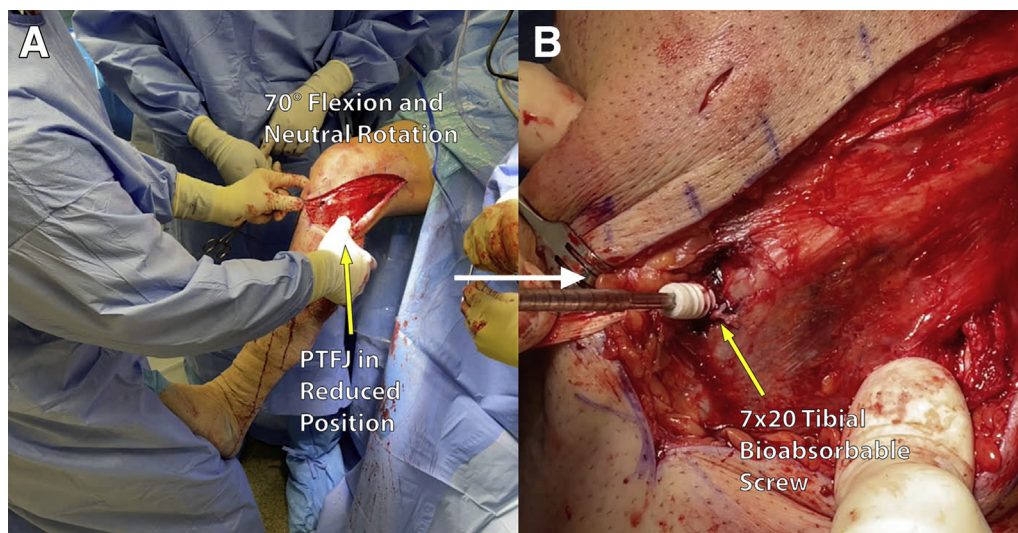 A
70° Flexion and
Neutral Rotation
PTFJ in
Reduced
Position
B
7x20 Tibial
Bioabsorbable
Screw